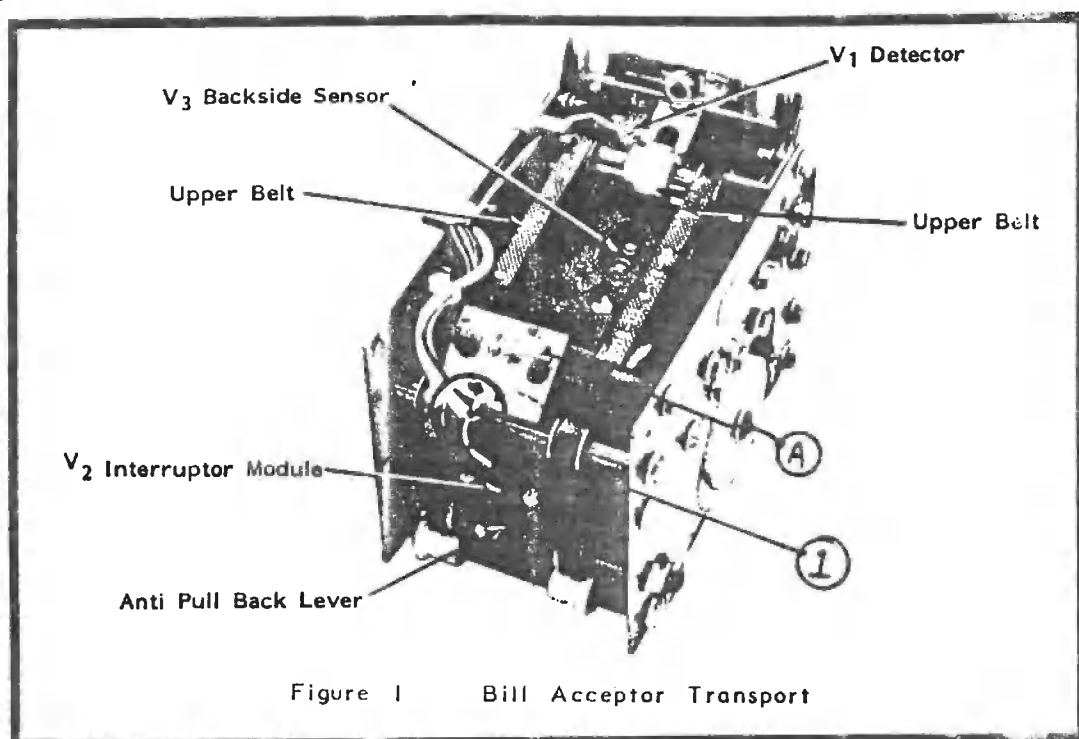 V1 Detector
V3 Backside Sensor
Upper Belt
Upper Belt
A
V2 Interruptor Module
1
Anti Pull Back Lever
Figure 1 Bill Acceptor Transport